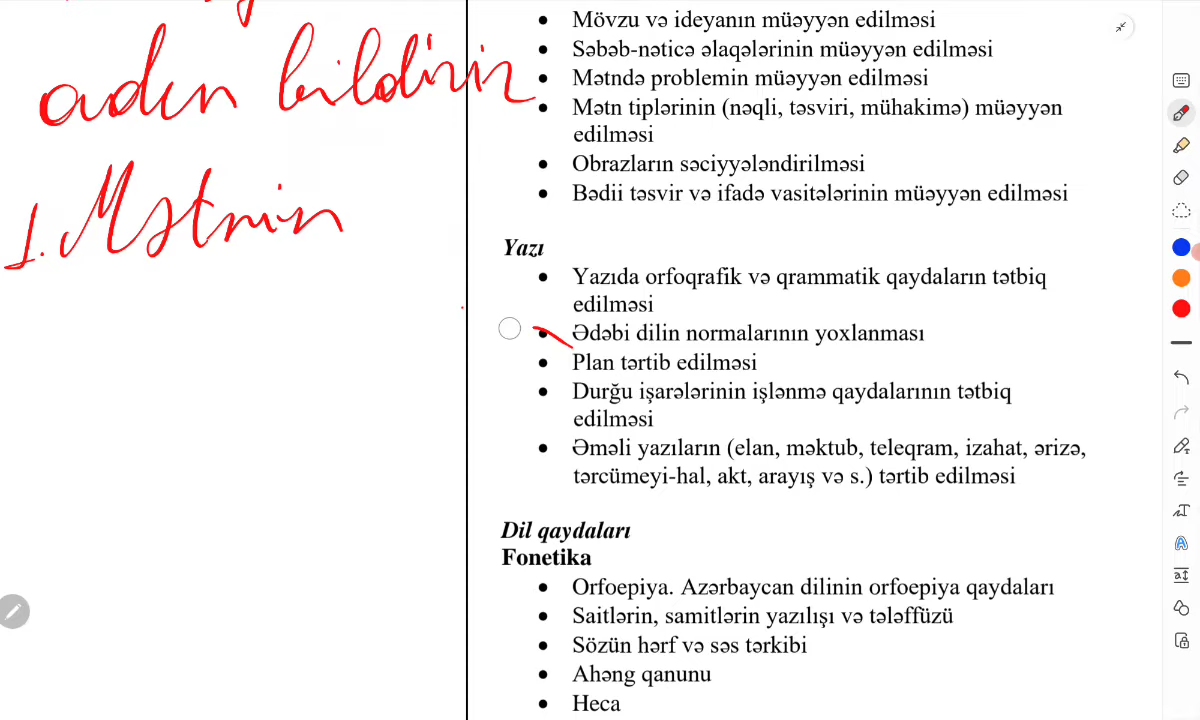 adın bildirir
1. Mətnin
Mövzu və ideyanın müəyyən edilməsi
Səbəb-nəticə əlaqələrinin müəyyən edilməsi
Mətndə problemin müəyyən edilməsi
Mətn tiplərinin (nəqli, təsviri, mühakimə) müəyyən
edilməsi
Obrazların səciyyələndirilməsi
Bədii təsvir və ifadə vasitələrinin müəyyən edilməsi
Yazı
Yazıda orfoqrafik və qrammatik qaydaların tətbiq
edilməsi
Ədəbi dilin normalarının yoxlanması
Plan tərtib edilməsi
Durğu işarələrinin işlənmə qaydalarının tətbiq
edilməsi
Əməli yazıların (elan, məktub, teleqram, izahat, ərizə,
tərcümeyi-hal, akt, arayış və s.) tərtib edilməsi
Dil qaydaları
Fonetika
Orfoepiya. Azərbaycan dilinin orfoepiya qaydaları
Saitlərin, samitlərin yazılışı və tələffüzü
Sözün hərf və səs tərkibi
Ahəng qanunu
Heca